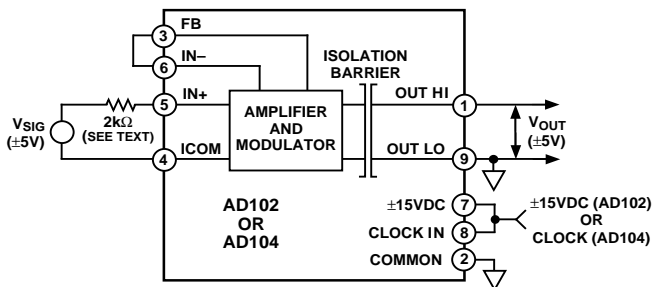 FB
3
IN–
6
ISOLATION
BARRIER
OUT HI
1
IN+
5
2kΩ
(SEE TEXT)
VSIG
(±5V)
AMPLIFIER
AND
MODULATOR
VOUT
(±5V)
4
ICOM
OUT LO
9
AD102
OR
AD104
±15VDC
7
CLOCK IN
8
COMMON
2
±15VDC (AD102)
OR
CLOCK (AD104)